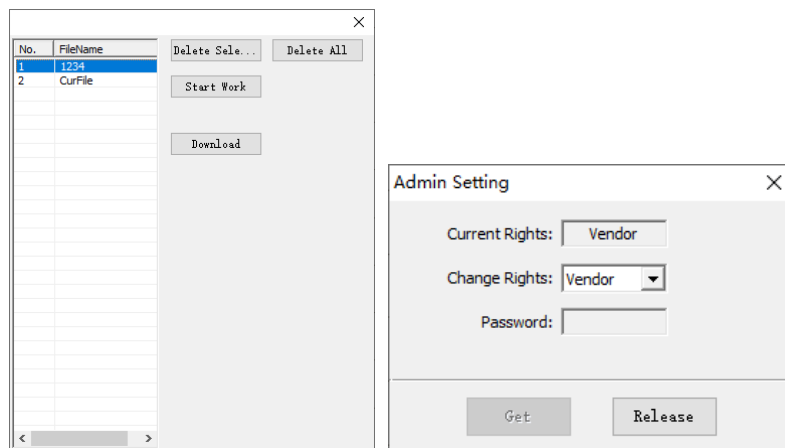 No. FileName
1 1234
2 CurFile
Delete Sele... Delete All
Start Work
Download
Admin Setting
Current Rights: Vendor
Change Rights: Vendor
Password:
Get Release